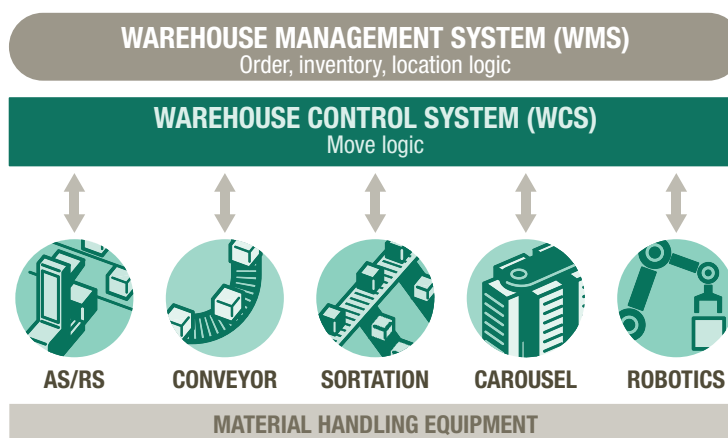 WAREHOUSE MANAGEMENT SYSTEM (WMS)
Order, inventory, location logic
WAREHOUSE CONTROL SYSTEM (WCS)
Move logic
AS/RS CONVEYOR SORTATION CAROUSEL ROBOTICS
MATERIAL HANDLING EQUIPMENT